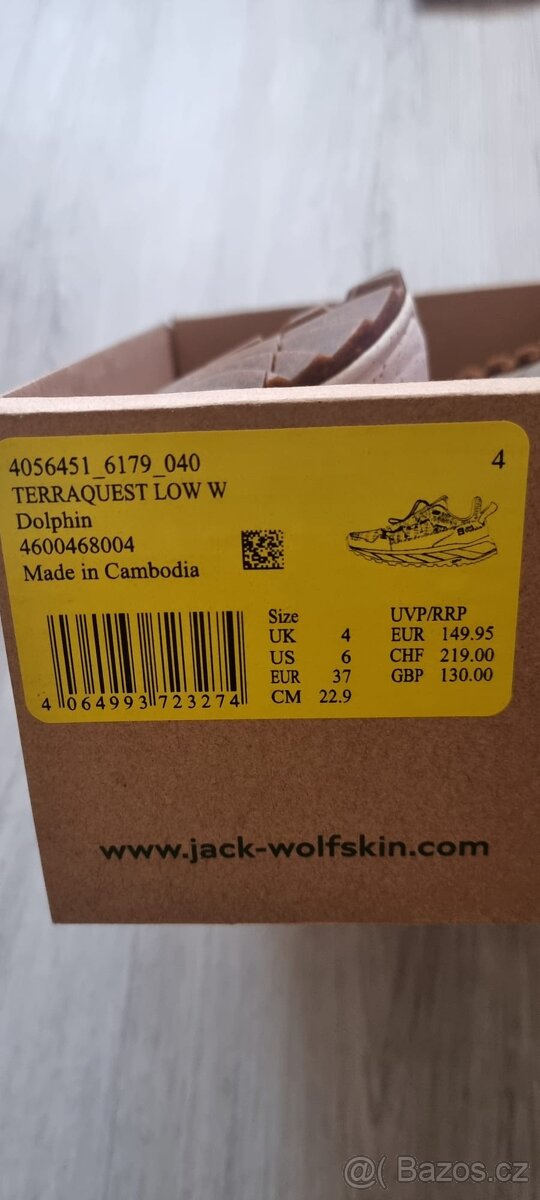 4056451_6179_040 4
TERRAQUEST LOW W
Dolphin
4600468004
Made in Cambodia
Size UVP/RRP
UK 4 EUR 149.95
US 6 CHF 219.00
EUR 37 GBP 130.00
CM 22.9
4 064993 723274
www.jack-wolfskin.com
Bazos.cz